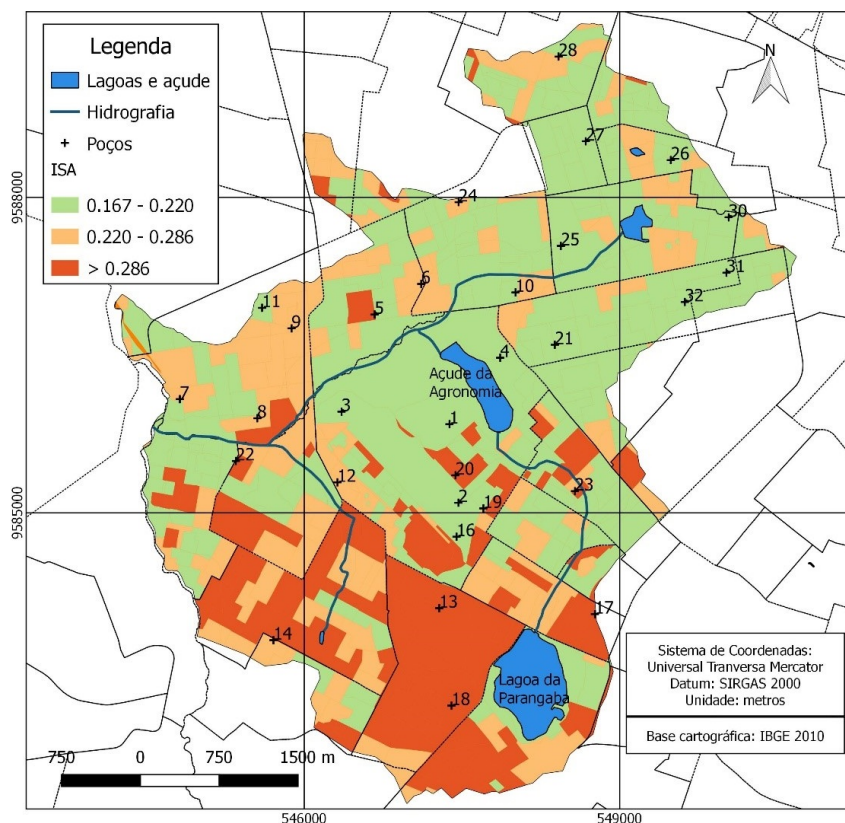 Legenda
Lagoas e açude
Hidrografia
Poços
ISA
0.167 - 0.220
0.220 - 0.286
> 0.286
N
28
27
26
24
30
25
31
6
10
32
11
5
9
21
4
Açude da
Agronomia
7
8
3
1
22
20
12
23
2
19
16
13
17
14
Lagoa da
Parangaba
18
9588000
9585000
Sistema de Coordenadas:
Universal Tranversa Mercator
Datum: SIRGAS 2000
Unidade: metros
Base cartográfica: IBGE 2010
750 0 750 1500 m
546000 549000